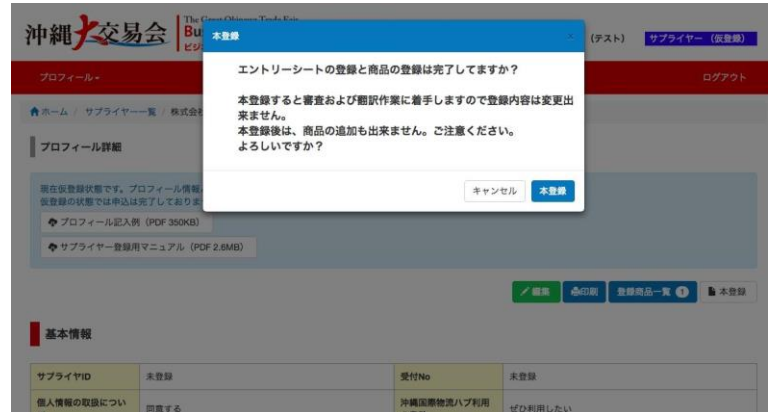 沖縄大交易会
The Great Okinawa Trade Fair
Bu
ビジ
(テスト)
サプライヤー (仮登録)
本登録
×
エントリーシートの登録と商品の登録は完了してますか？
本登録すると審査および翻訳作業に着手しますので登録内容は変更出
来ません。
本登録後は、商品の追加も出来ません。ご注意ください。
よろしいですか？
キャンセル
本登録
プロフィール
ログアウト
ホーム / サプライヤー一覧 / 株式会社
プロフィール詳細
現在仮登録状態です。プロフィール情報
仮登録の状態では申込は完了しておりま
プロフィール記入例 (PDF 350KB)
サプライヤー登録用マニュアル (PDF 2.6MB)
編集
印刷
登録商品一覧 1
本登録
基本情報
サプライヤID
未登録
受付No
未登録
個人情報の取扱につい
同意する
沖縄国際物流ハブ利用
ぜひ利用したい